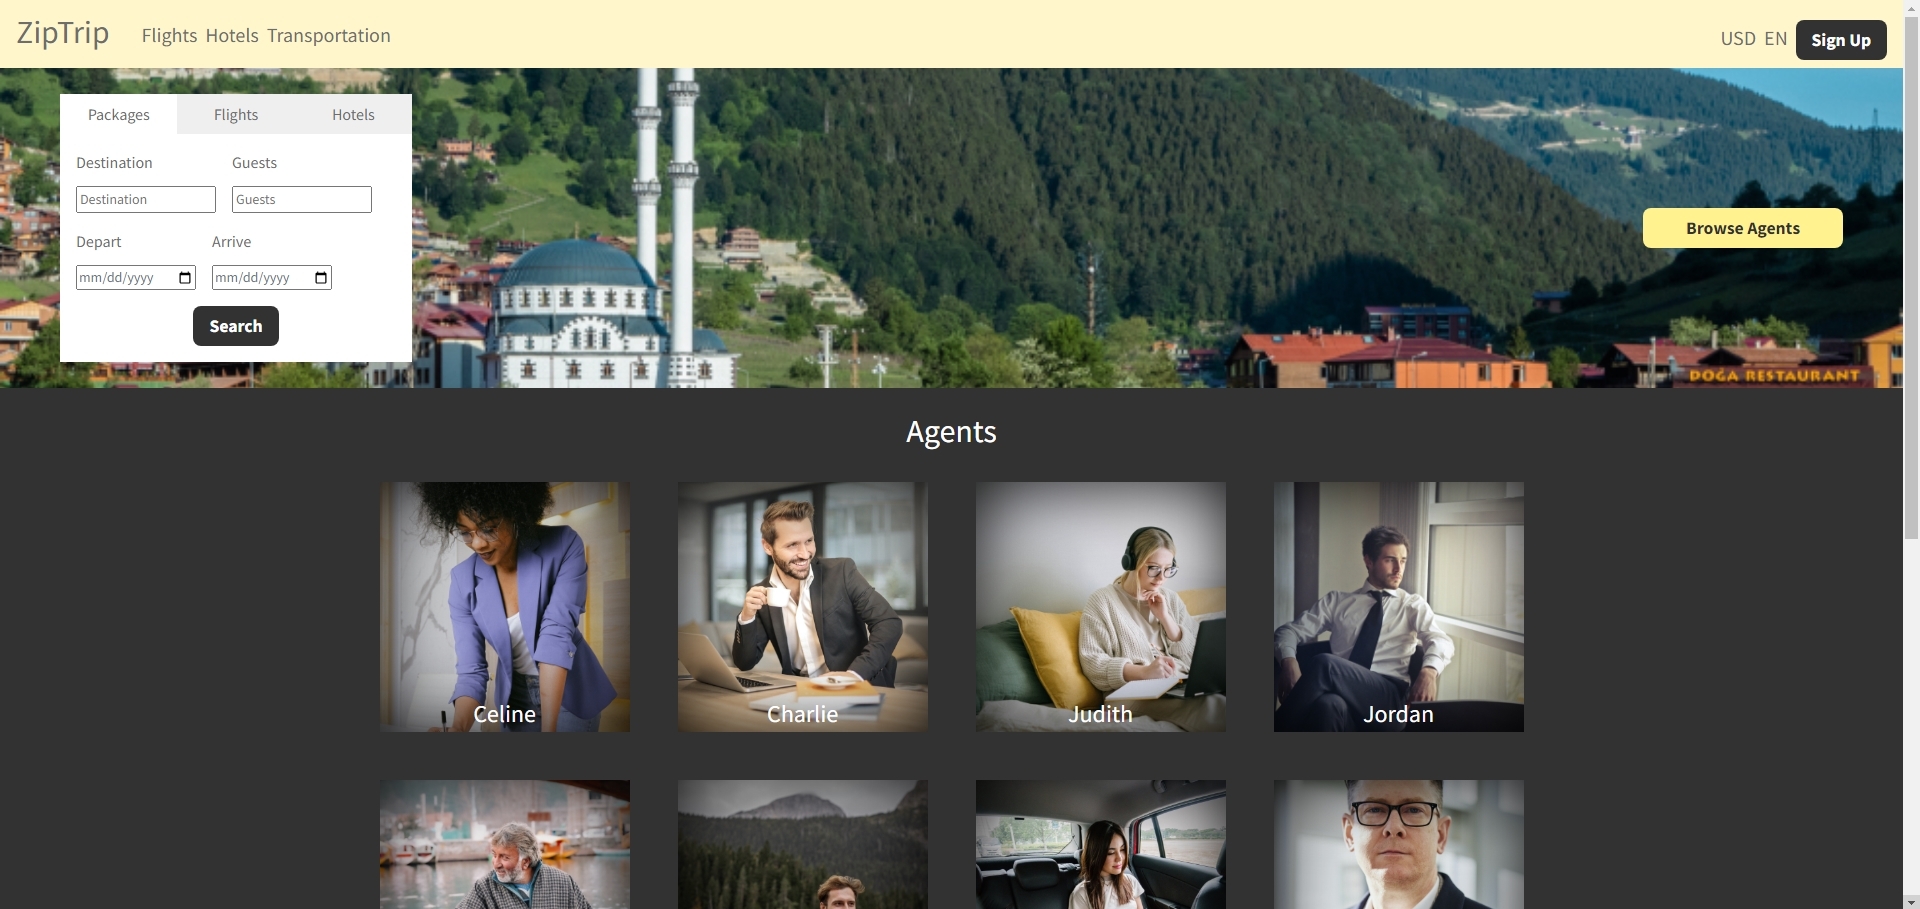 ZipTrip Flights Hotels Transportation USD EN Sign Up
Packages Flights Hotels
Destination Guests
Destination Guests
Depart Arrive
mm/dd/yyyy mm/dd/yyyy
Search
Browse Agents
DOĞA RESTAURANT
Agents
Celine Charlie Judith Jordan